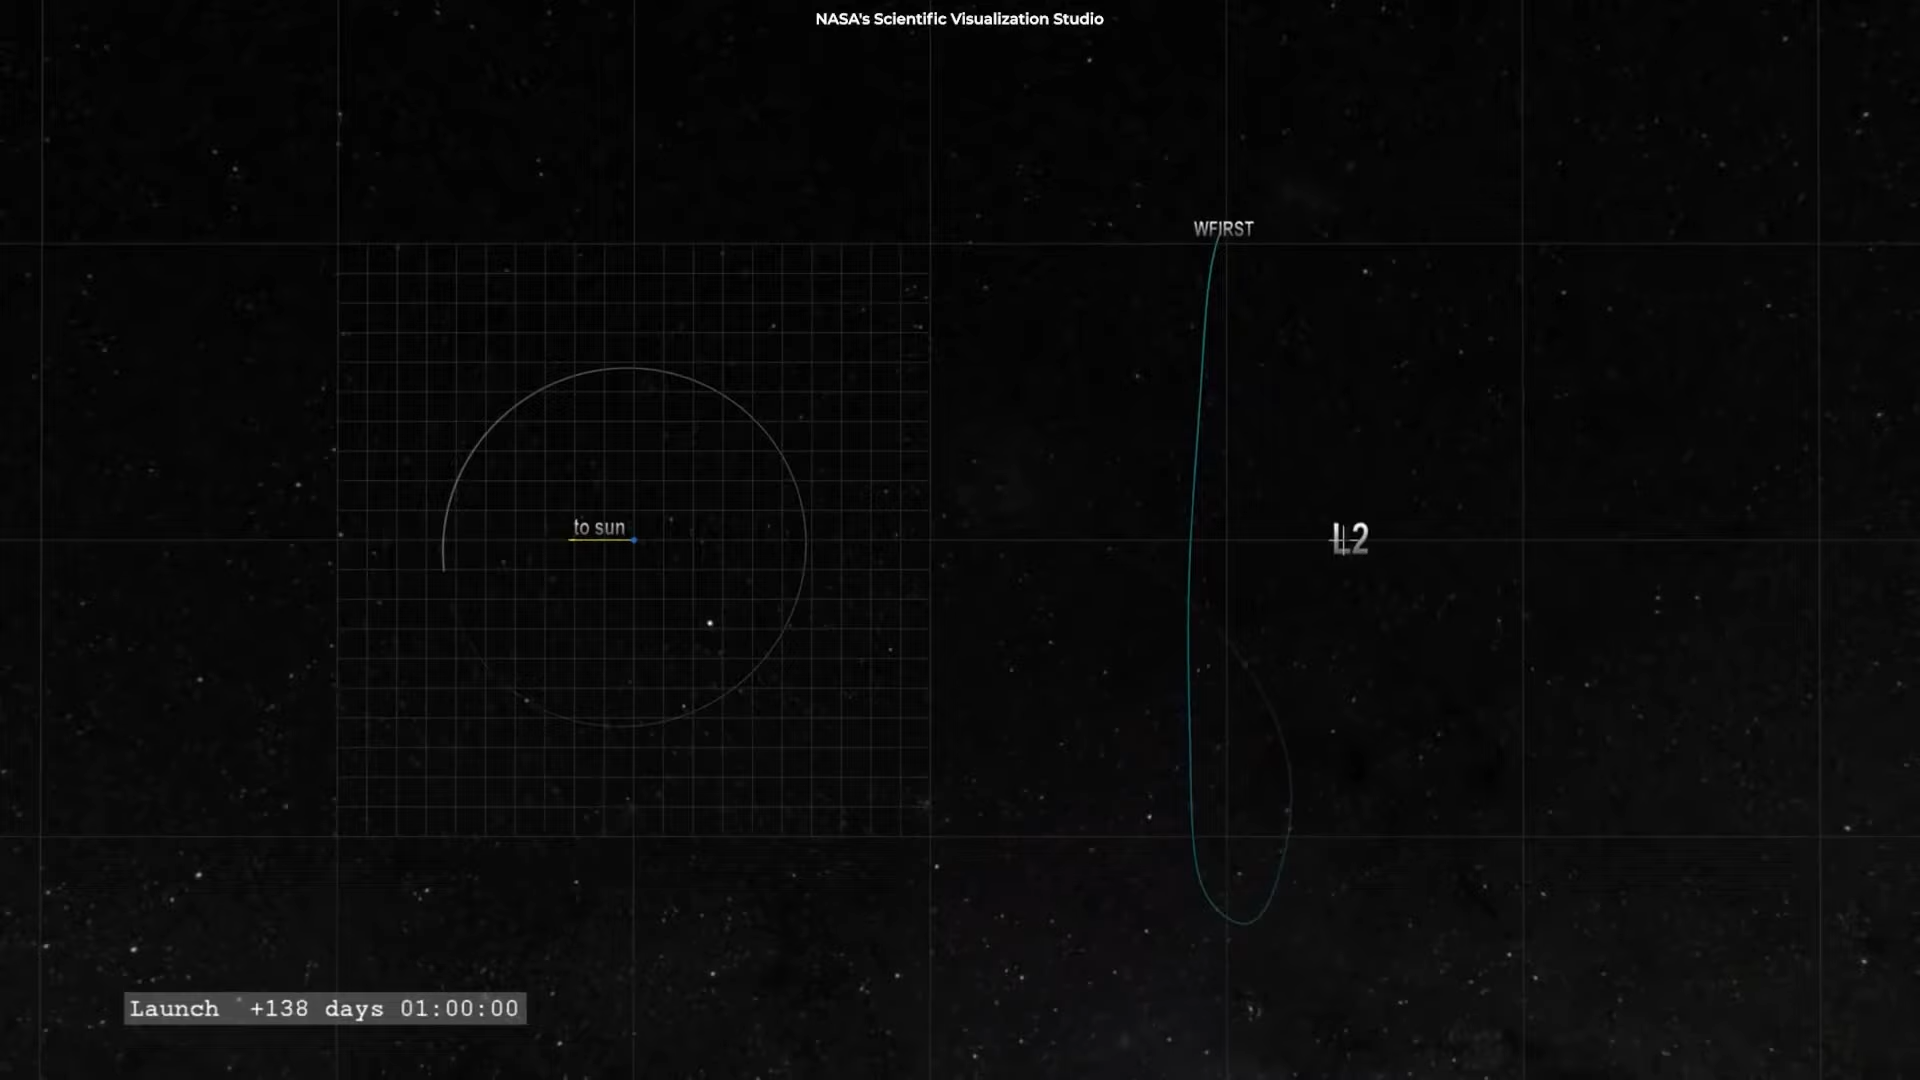 NASA's Scientific Visualization Studio
WFIRST
to sun
L2
Launch +138 days 01:00:00